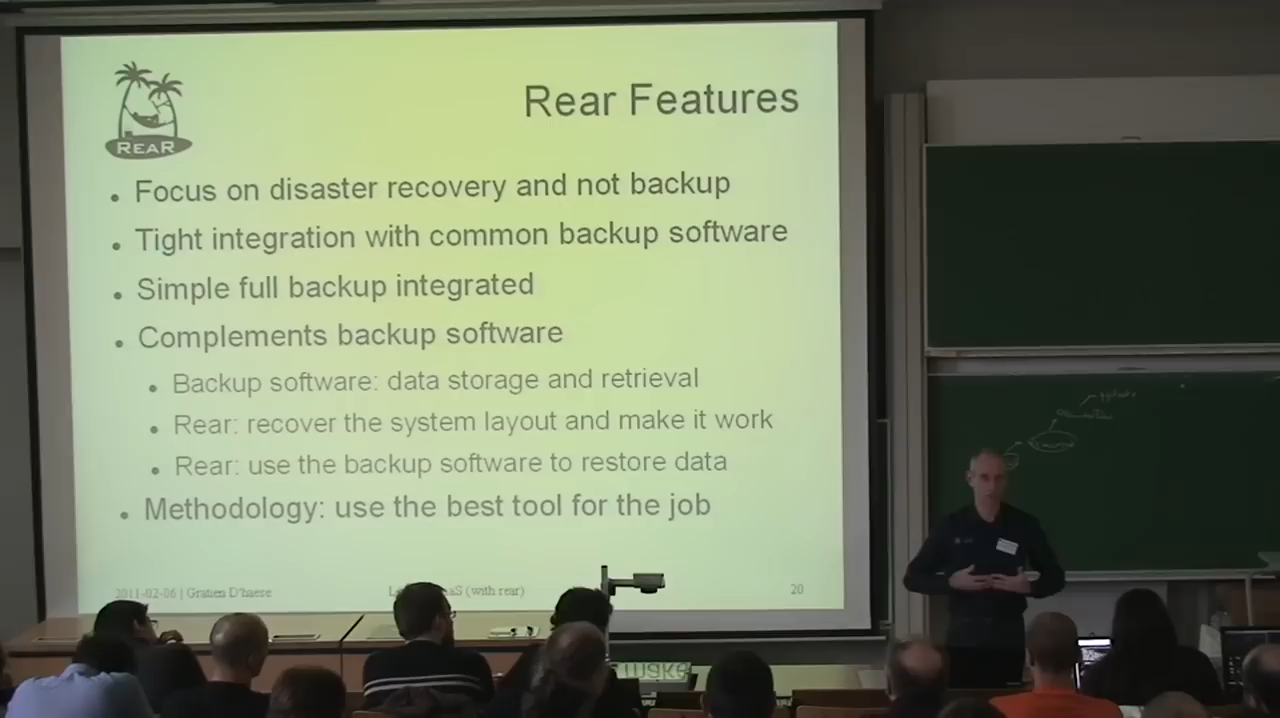 Rear Features
REAR
• Focus on disaster recovery and not backup
• Tight integration with common backup software
• Simple full backup integrated
• Complements backup software
• Backup software: data storage and retrieval
• Rear: recover the system layout and make it work
• Rear: use the backup software to restore data
• Methodology: use the best tool for the job
2011-02-06 | Gratien D'haese
aS (with rear)
20